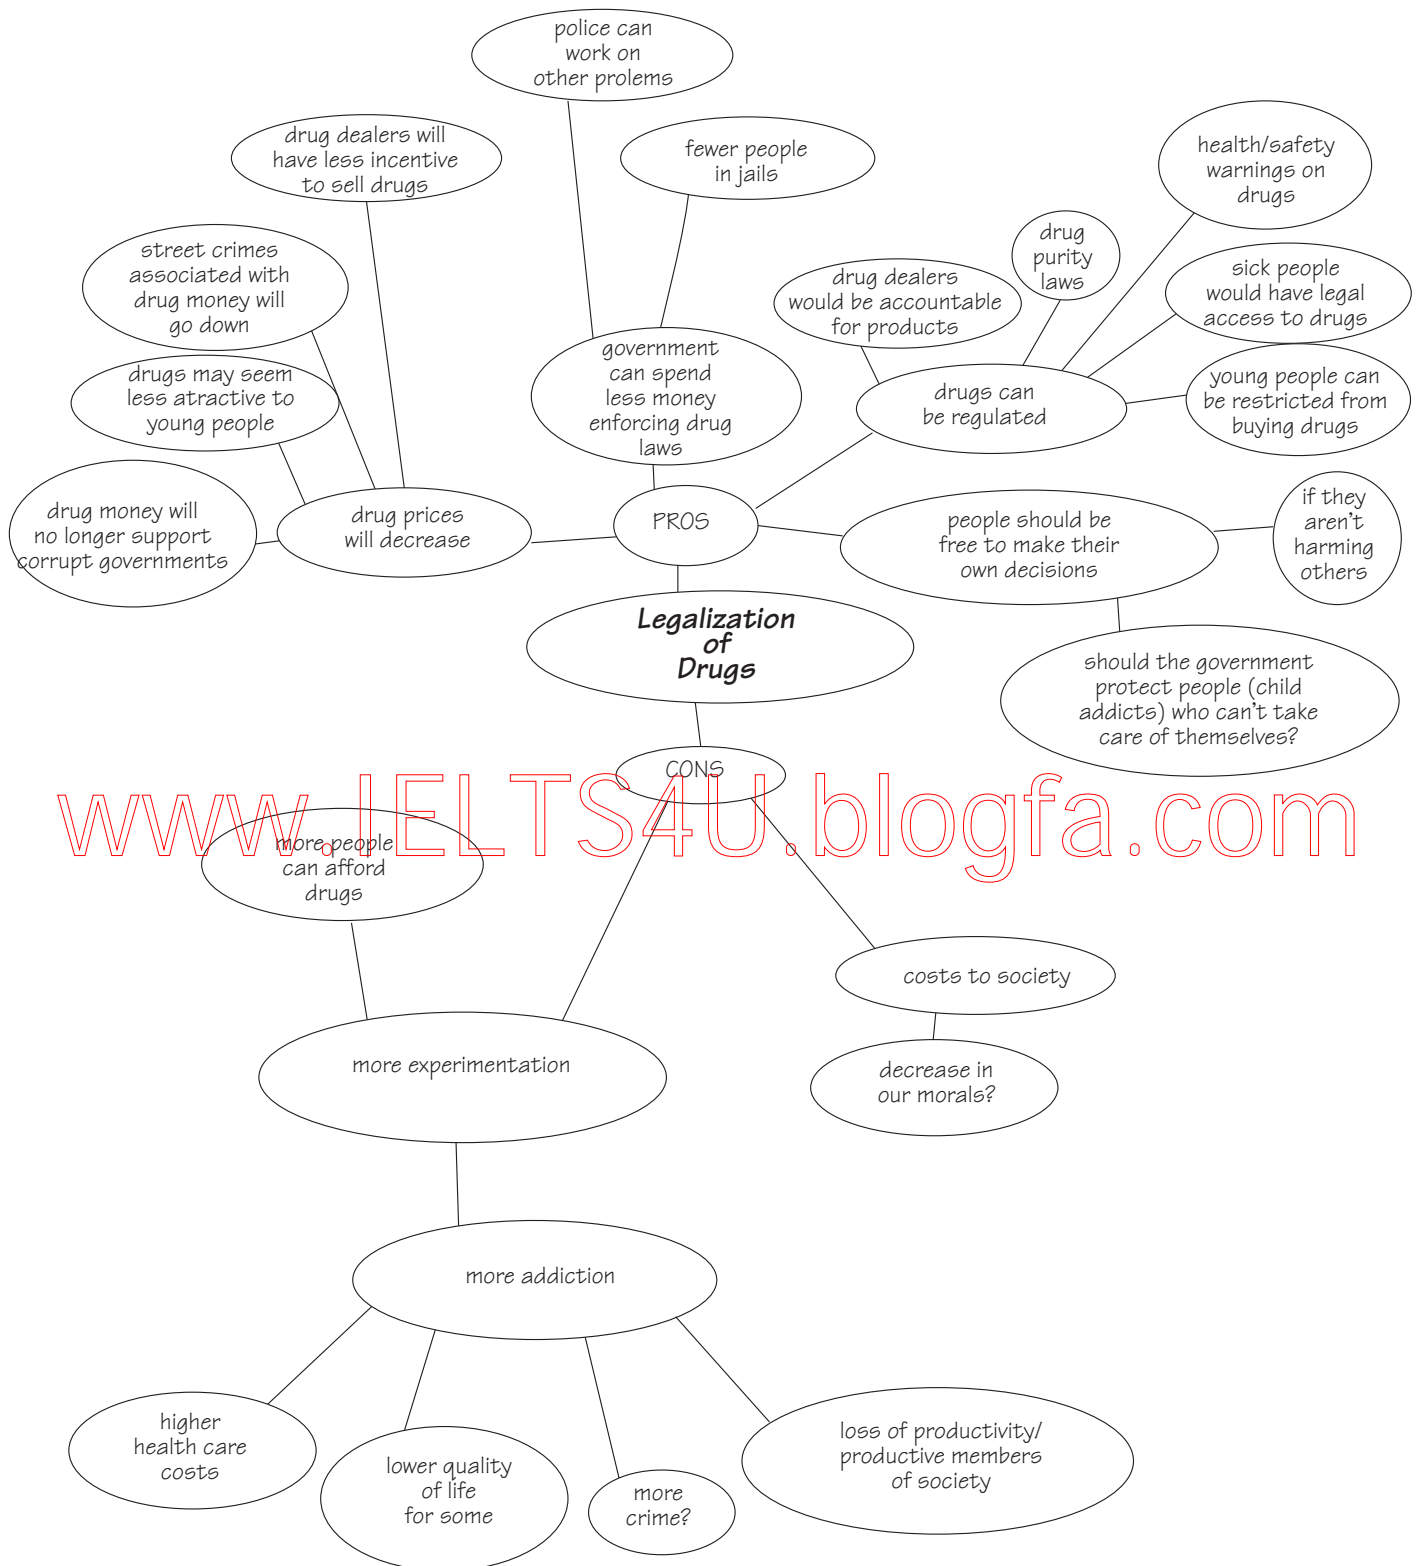 police can
work on
other prolems
drug dealers will
have less incentive
to sell drugs
fewer people
in jails
health/safety
warnings on
drugs
street crimes
associated with
drug money will
go down
drug
purity
laws
drug dealers
would be accountable
for products
sick people
would have legal
access to drugs
drugs may seem
less atractive to
young people
government
can spend
less money
enforcing drug
laws
drugs can
be regulated
young people can
be restricted from
buying drugs
drug money will
no longer support
corrupt governments
drug prices
will decrease
PROS
people should be
free to make their
own decisions
if they
aren't
harming
others
Legalization
of
Drugs
should the government
protect people (child
addicts) who can't take
care of themselves?
CONS
www.IELTS4U.blogfa.com
more people
can afford
drugs
costs to society
more experimentation
decrease in
our morals?
more addiction
higher
health care
costs
lower quality
of life
for some
more
crime?
loss of productivity/
productive members
of society